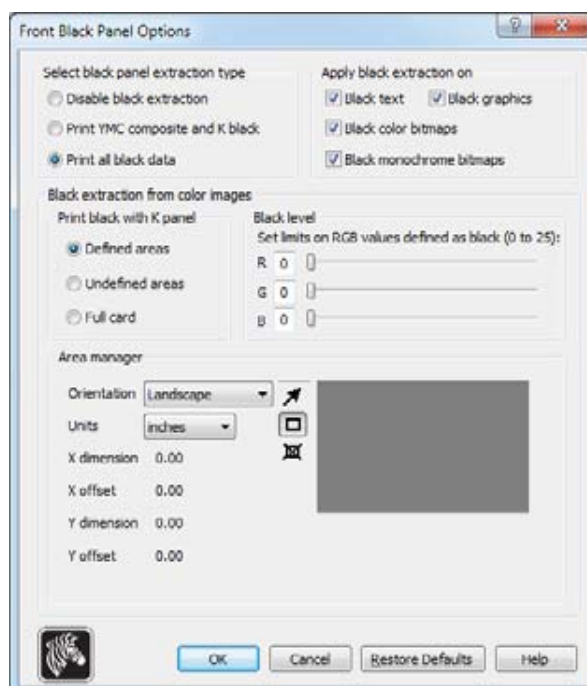 Front Black Panel Options
Select black panel extraction type
Disable black extraction
Print YMC composite and K black
Print all black data
Apply black extraction on
Black text
Black graphics
Black color bitmaps
Black monochrome bitmaps
Black extraction from color images
Print black with K panel
Defined areas
Undefined areas
Full card
Black level
Set limits on RGB values defined as black (0 to 25):
R 0
G 0
B 0
Area manager
Orientation Landscape
Units inches
X dimension 0.00
X offset 0.00
Y dimension 0.00
Y offset 0.00
OK
Cancel
Restore Defaults
Help